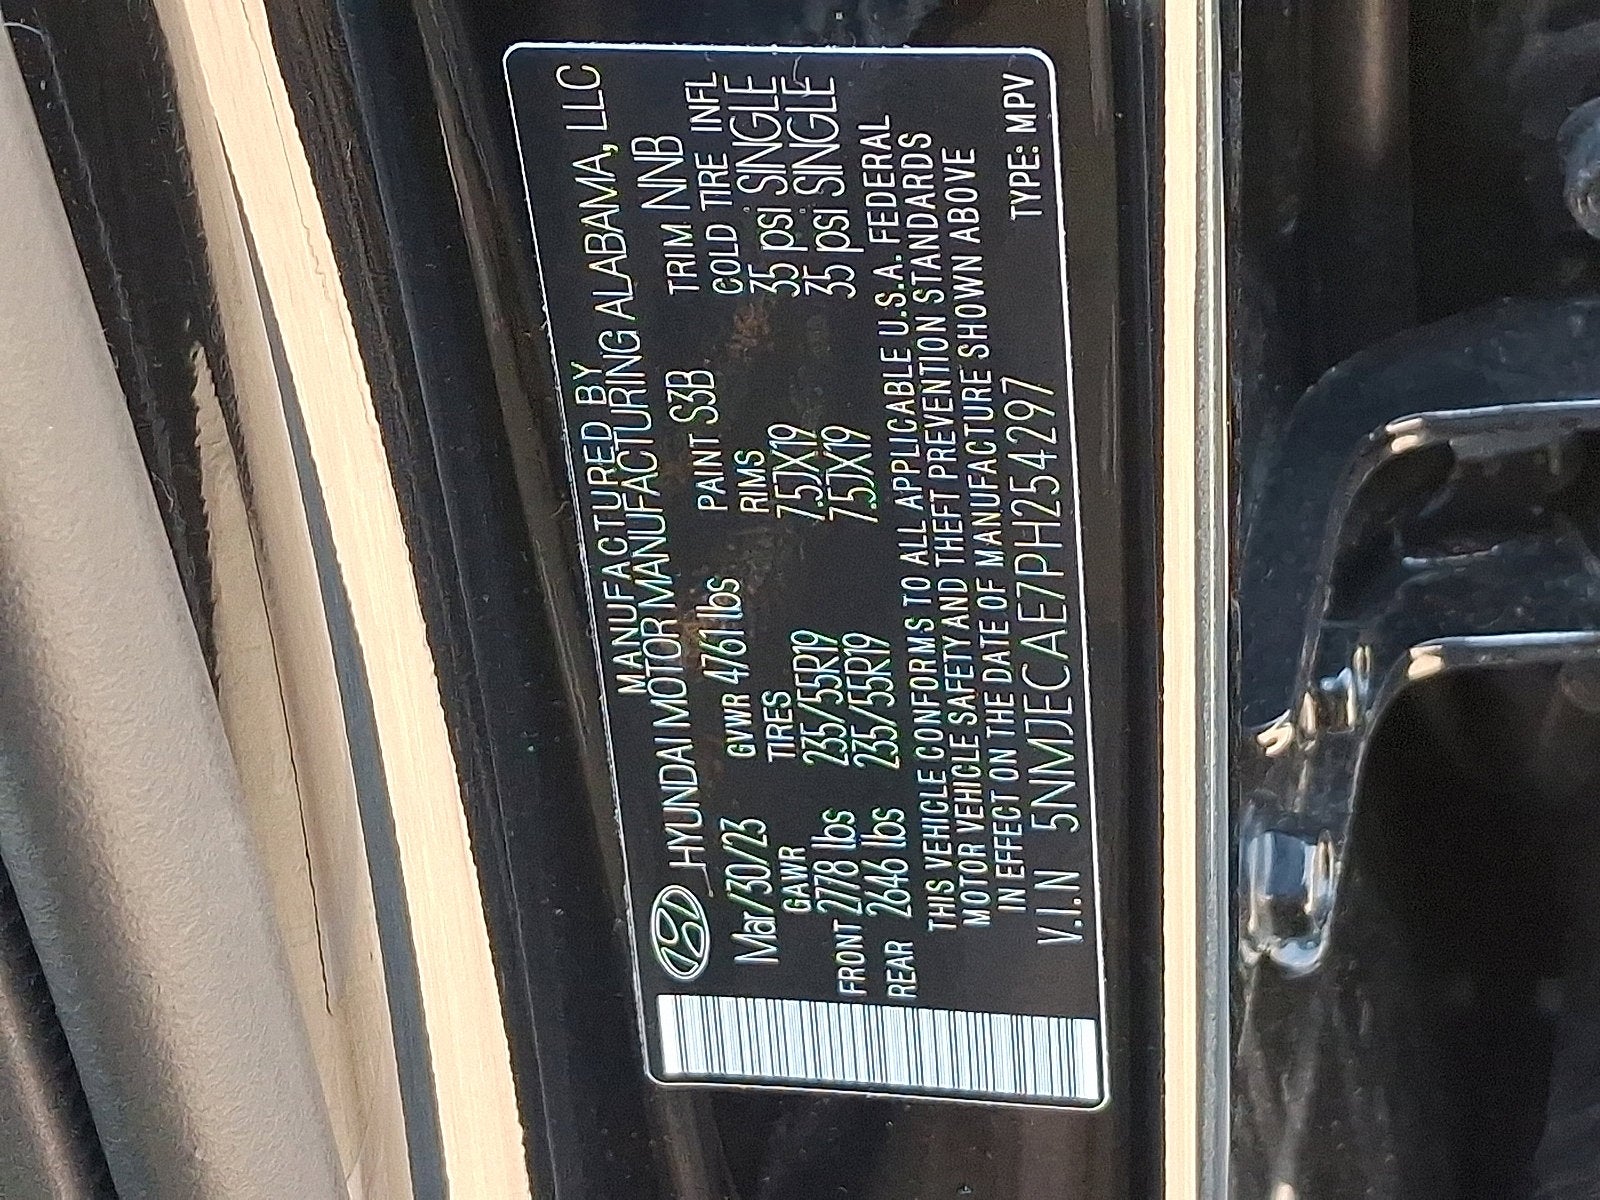 MANUFACTURED BY
HYUNDAI MOTOR MANUFACTURING ALABAMA, LLC
Mar/30/23 GVWR 4761 lbs PAINT S3B TRIM NNB
GAWR TIRES RIMS COLD TIRE INFL
FRONT 2778 lbs 235/55R19 7.5JX19 35 psi SINGLE
REAR 2646 lbs 235/55R19 7.5JX19 35 psi SINGLE
THIS VEHICLE CONFORMS TO ALL APPLICABLE U.S.A. FEDERAL
MOTOR VEHICLE SAFETY AND THEFT PREVENTION STANDARDS
IN EFFECT ON THE DATE OF MANUFACTURE SHOWN ABOVE
V.I.N 5NMJECAE7PH254297 TYPE: MPV